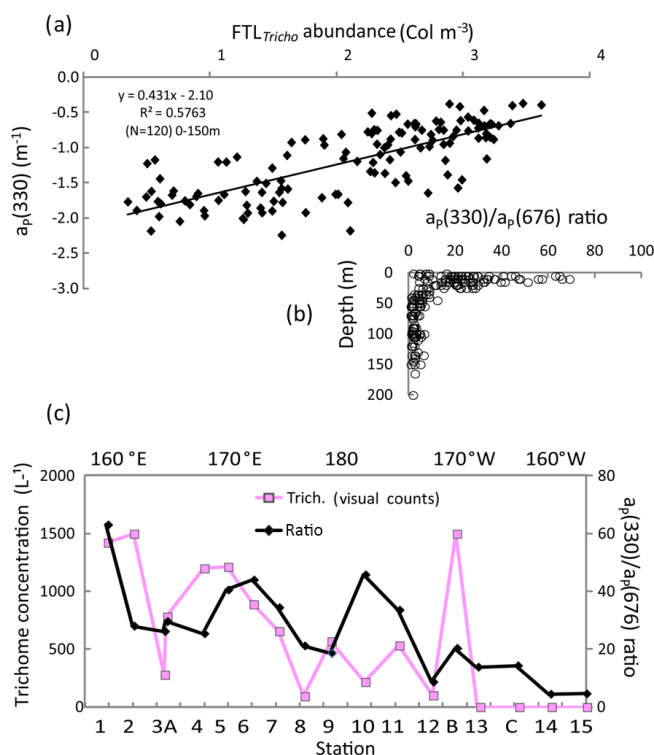 (a)
FTL Tricho abundance (Col m-3)
0 1 2 3 4
0.0
-0.5
-1.0
-1.5
-2.0
-2.5
-3.0
aP(330) (m-1)
y = 0.431x - 2.10
R² = 0.5763
(N=120) 0-150m
aP(330)/aP(676) ratio
0 20 40 60 80 100
(b)
Depth (m)
0
50
100
150
200
(c)
160 °E 170 °E 180 170 °W 160 °W
2000
1500
1000
500
0
Trichome concentration (L-1)
Trich. (visual counts)
Ratio
80
60
40
20
0
aP(330)/aP(676) ratio
1 2 3A 4 5 6 7 8 9 10 11 12 B 13 C 14 15
Station